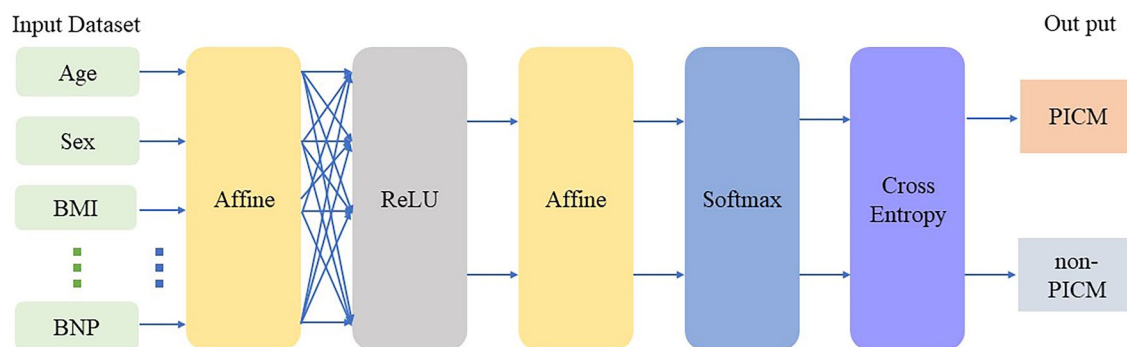 Input Dataset
Out put
Age
Sex
BMI
BNP
Affine
ReLU
Affine
Softmax
Cross
Entropy
PICM
non-
PICM